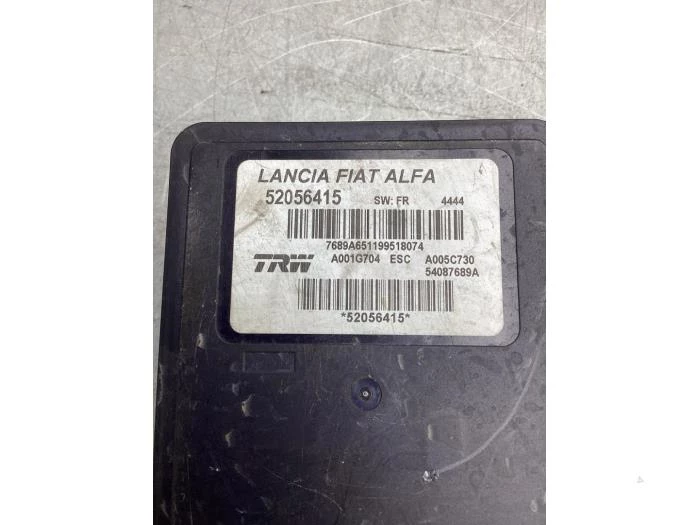 LANCIA FIAT ALFA
52056415 SW: FR 4444
7689A651199518074
TRW A001G704 ESC A005C730
54087689A
*52056415*